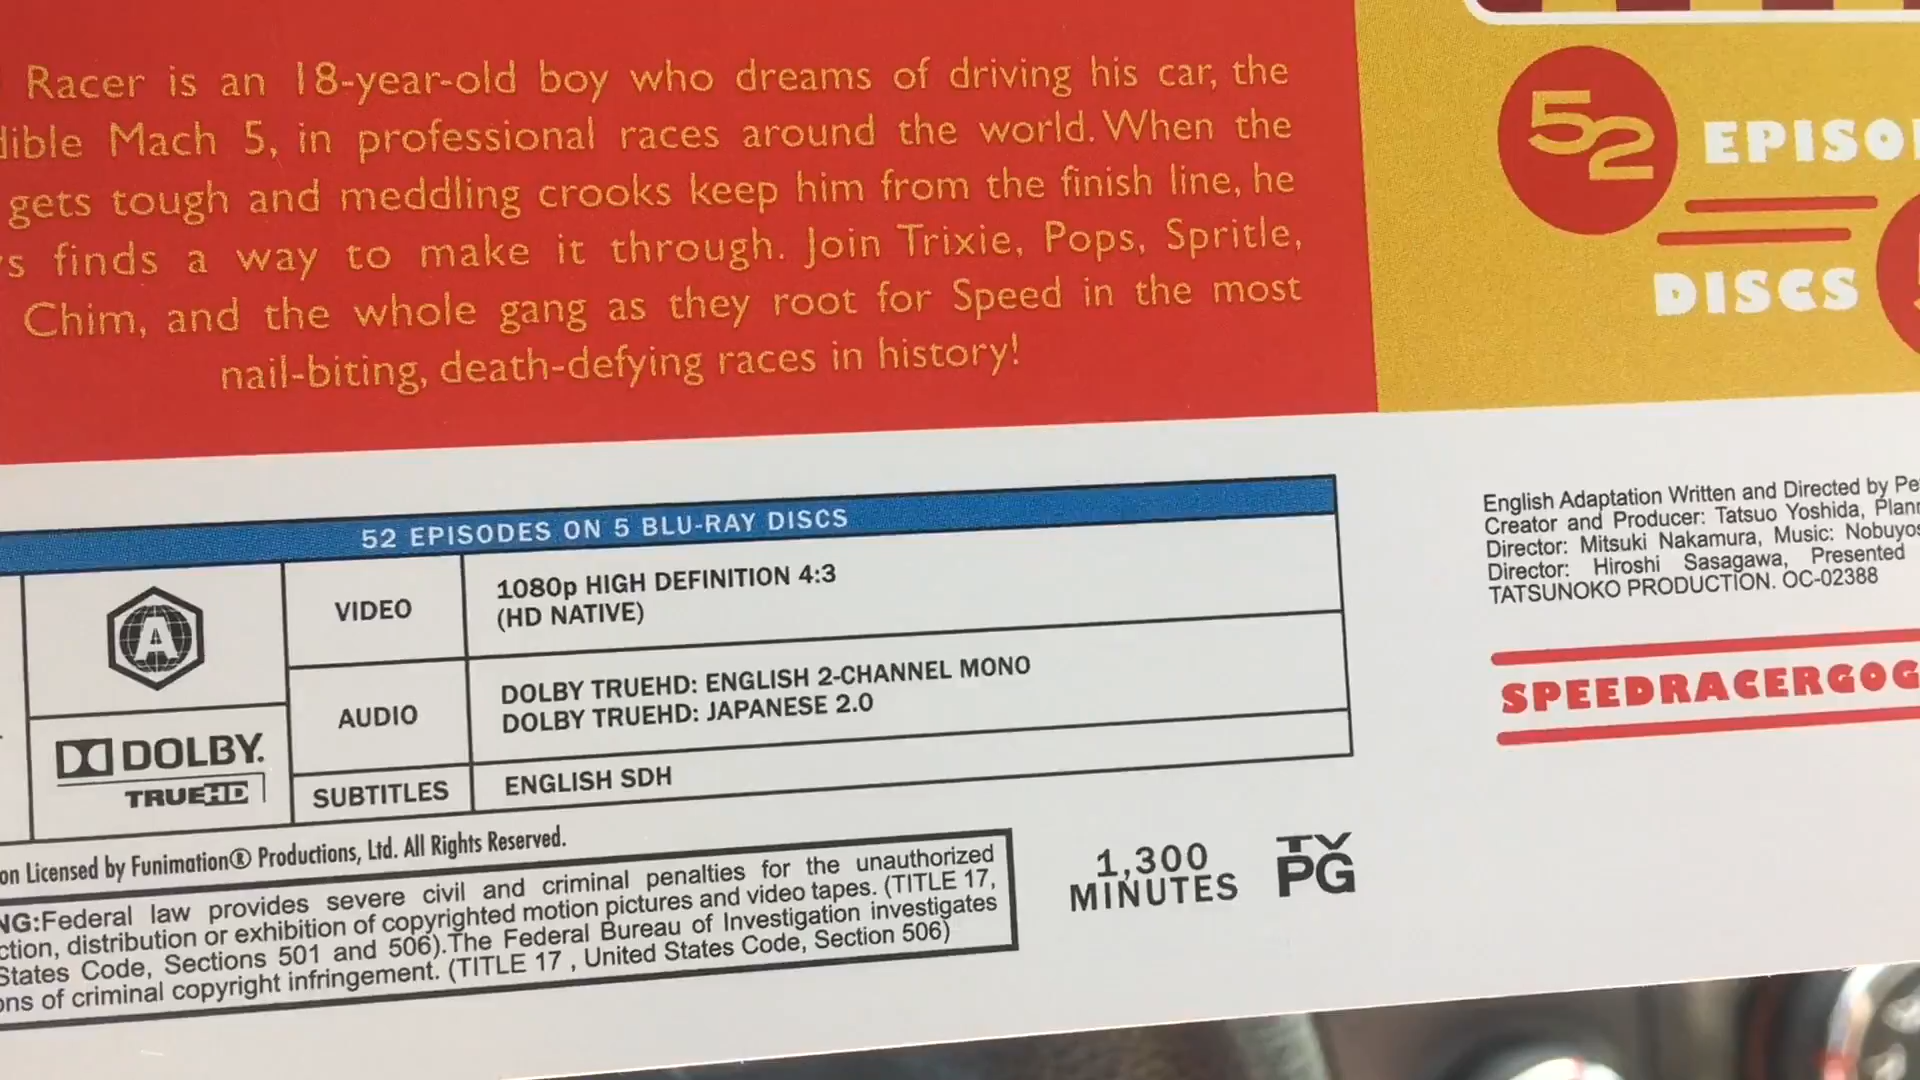 Racer is an 18-year-old boy who dreams of driving his car, the
Mach 5, in professional races around the world. When the
gets tough and meddling crooks keep him from the finish line, he
finds a way to make it through. Join Trixie, Pops, Spritle,
Chim, and the whole gang as they root for Speed in the most
nail-biting, death-defying races in history!
52 EPISO
DISCS
52 EPISODES ON 5 BLU-RAY DISCS
A
VIDEO
1080p HIGH DEFINITION 4:3
(HD NATIVE)
AUDIO
DOLBY TRUEHD: ENGLISH 2-CHANNEL MONO
DOLBY TRUEHD: JAPANESE 2.0
DOLBY.
TRUEHD
SUBTITLES
ENGLISH SDH
English Adaptation Written and Directed by Pe
Creator and Producer: Tatsuo Yoshida, Plann
Director: Mitsuki Nakamura, Music: Nobuyos
Director: Hiroshi Sasagawa, Presented
TATSUNOKO PRODUCTION. OC-02388
SPEEDRACERGOG
on Licensed by Funimation® Productions, Ltd. All Rights Reserved.
NG:Federal law provides severe civil and criminal penalties for the unauthorized
ction, distribution or exhibition of copyrighted motion pictures and video tapes. (TITLE 17,
States Code, Sections 501 and 506).The Federal Bureau of Investigation investigates
ons of criminal copyright infringement. (TITLE 17 , United States Code, Section 506)
1,300
MINUTES
TV
PG